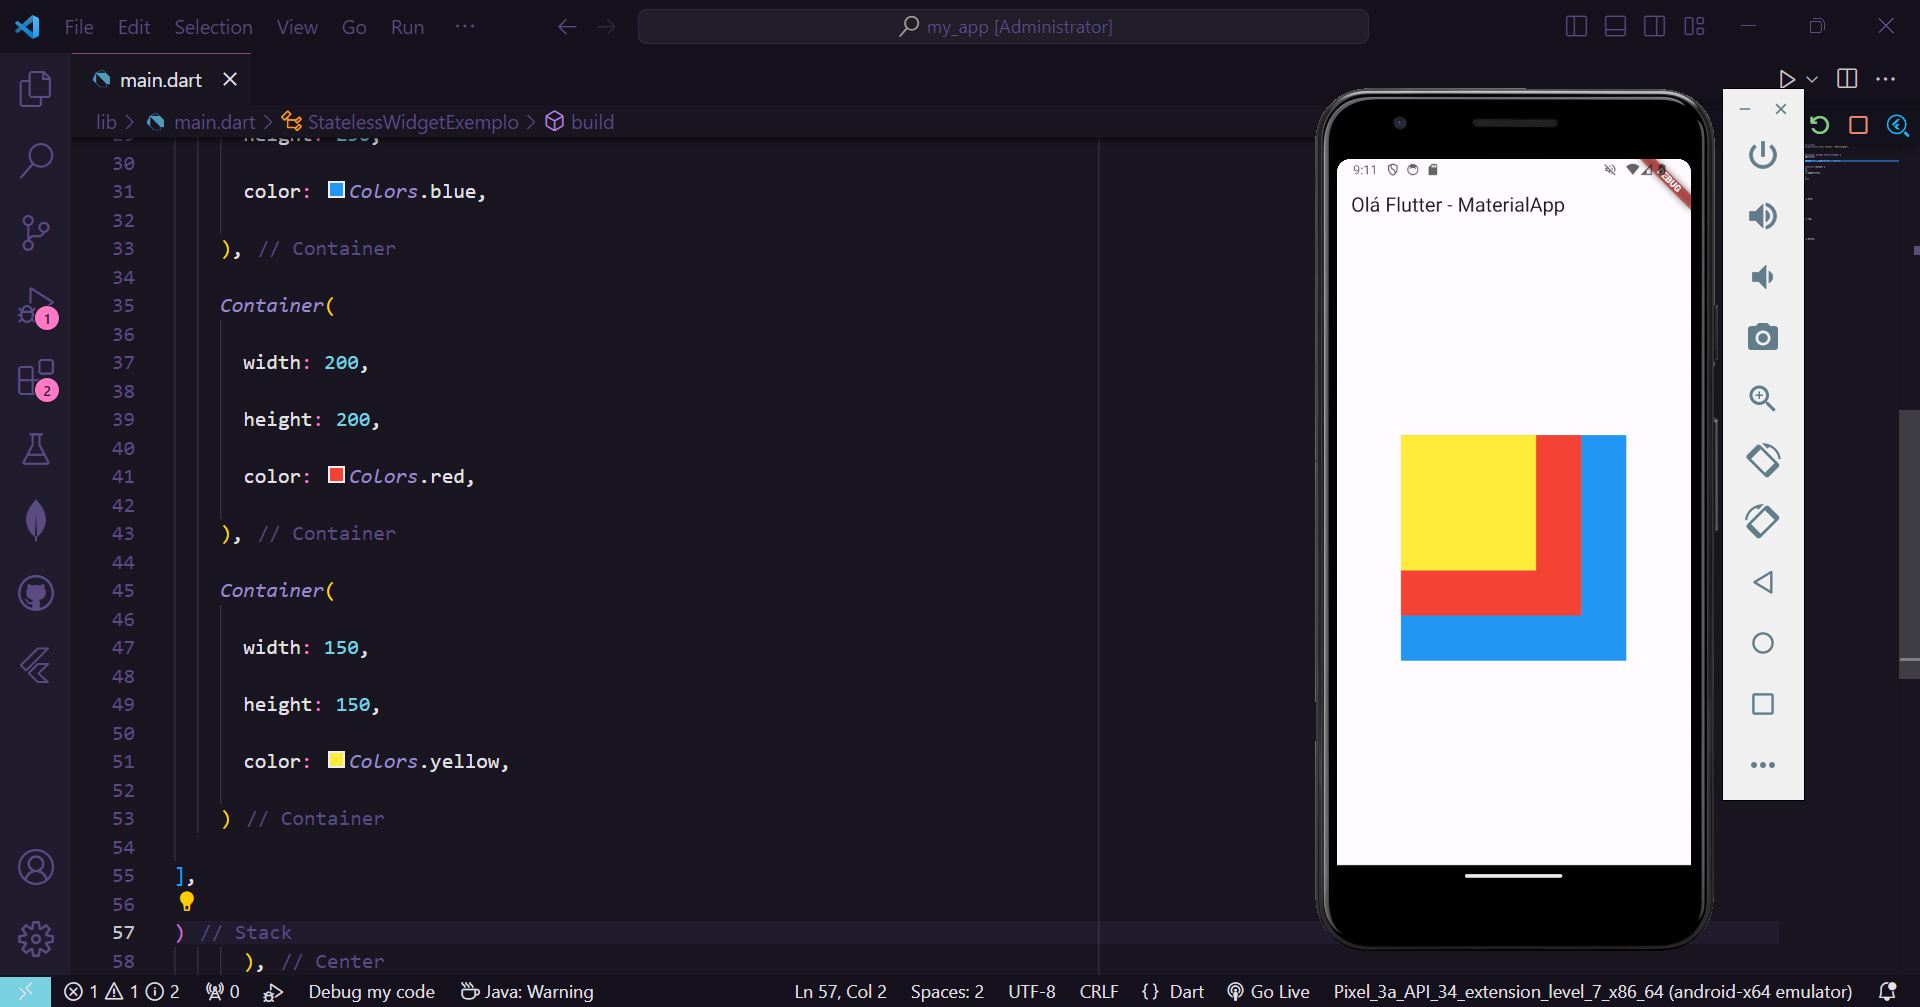 File Edit Selection View Go Run ··· my_app [Administrator]
main.dart
lib > main.dart > StatelessWidgetExemplo > build
30
31 color: Colors.blue,
32
33 ), // Container
34
35 Container(
36
37 width: 200,
38
39 height: 200,
40
41 color: Colors.red,
42
43 ), // Container
44
45 Container(
46
47 width: 150,
48
49 height: 150,
50
51 color: Colors.yellow,
52
53 ) // Container
54
55 ],
56
57 ) // Stack
58 ), // Center
1
2
9:11
DEBUG
Olá Flutter - MaterialApp
1 1 2 0 Debug my code Java: Warning Ln 57, Col 2 Spaces: 2 UTF-8 CRLF {} Dart Go Live Pixel_3a_API_34_extension_level_7_x86_64 (android-x64 emulator)